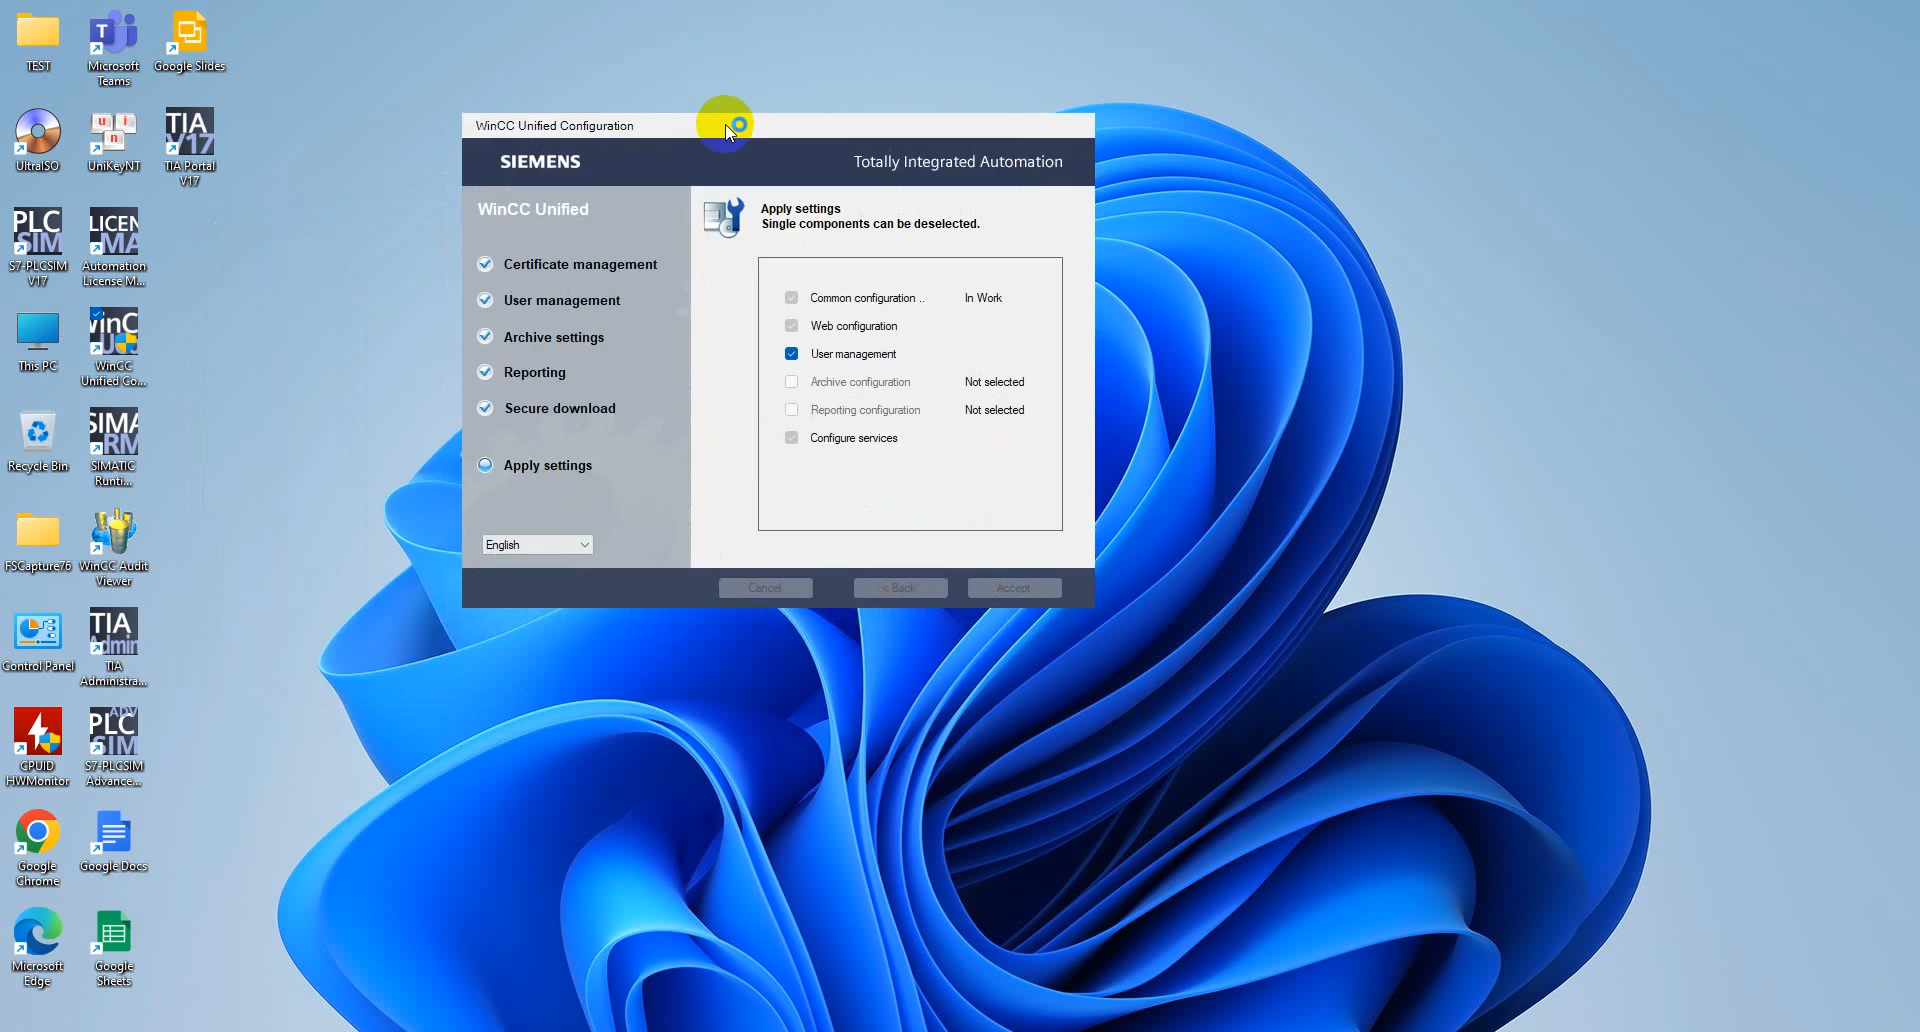 TEST
Microsoft
Teams
Google Slides
UltraISO
UniKeyNT
TIA Portal
V17
S7-PLCSIM
V17
Automation
License M...
This PC
WinCC
Unified Co...
Recycle Bin
SIMATIC
Runti...
FSCapture76
WinCC Audit
Viewer
Control Panel
TIA
Administra...
CPUID
HWMonitor
S7-PLCSIM
Advance...
Google
Chrome
Google Docs
Microsoft
Edge
Google
Sheets
WinCC Unified Configuration
SIEMENS
Totally Integrated Automation
WinCC Unified
Certificate management
User management
Archive settings
Reporting
Secure download
Apply settings
English
Apply settings
Single components can be deselected.
Common configuration ..
In Work
Web configuration
User management
Archive configuration
Not selected
Reporting configuration
Not selected
Configure services
Cancel
< Back
Accept